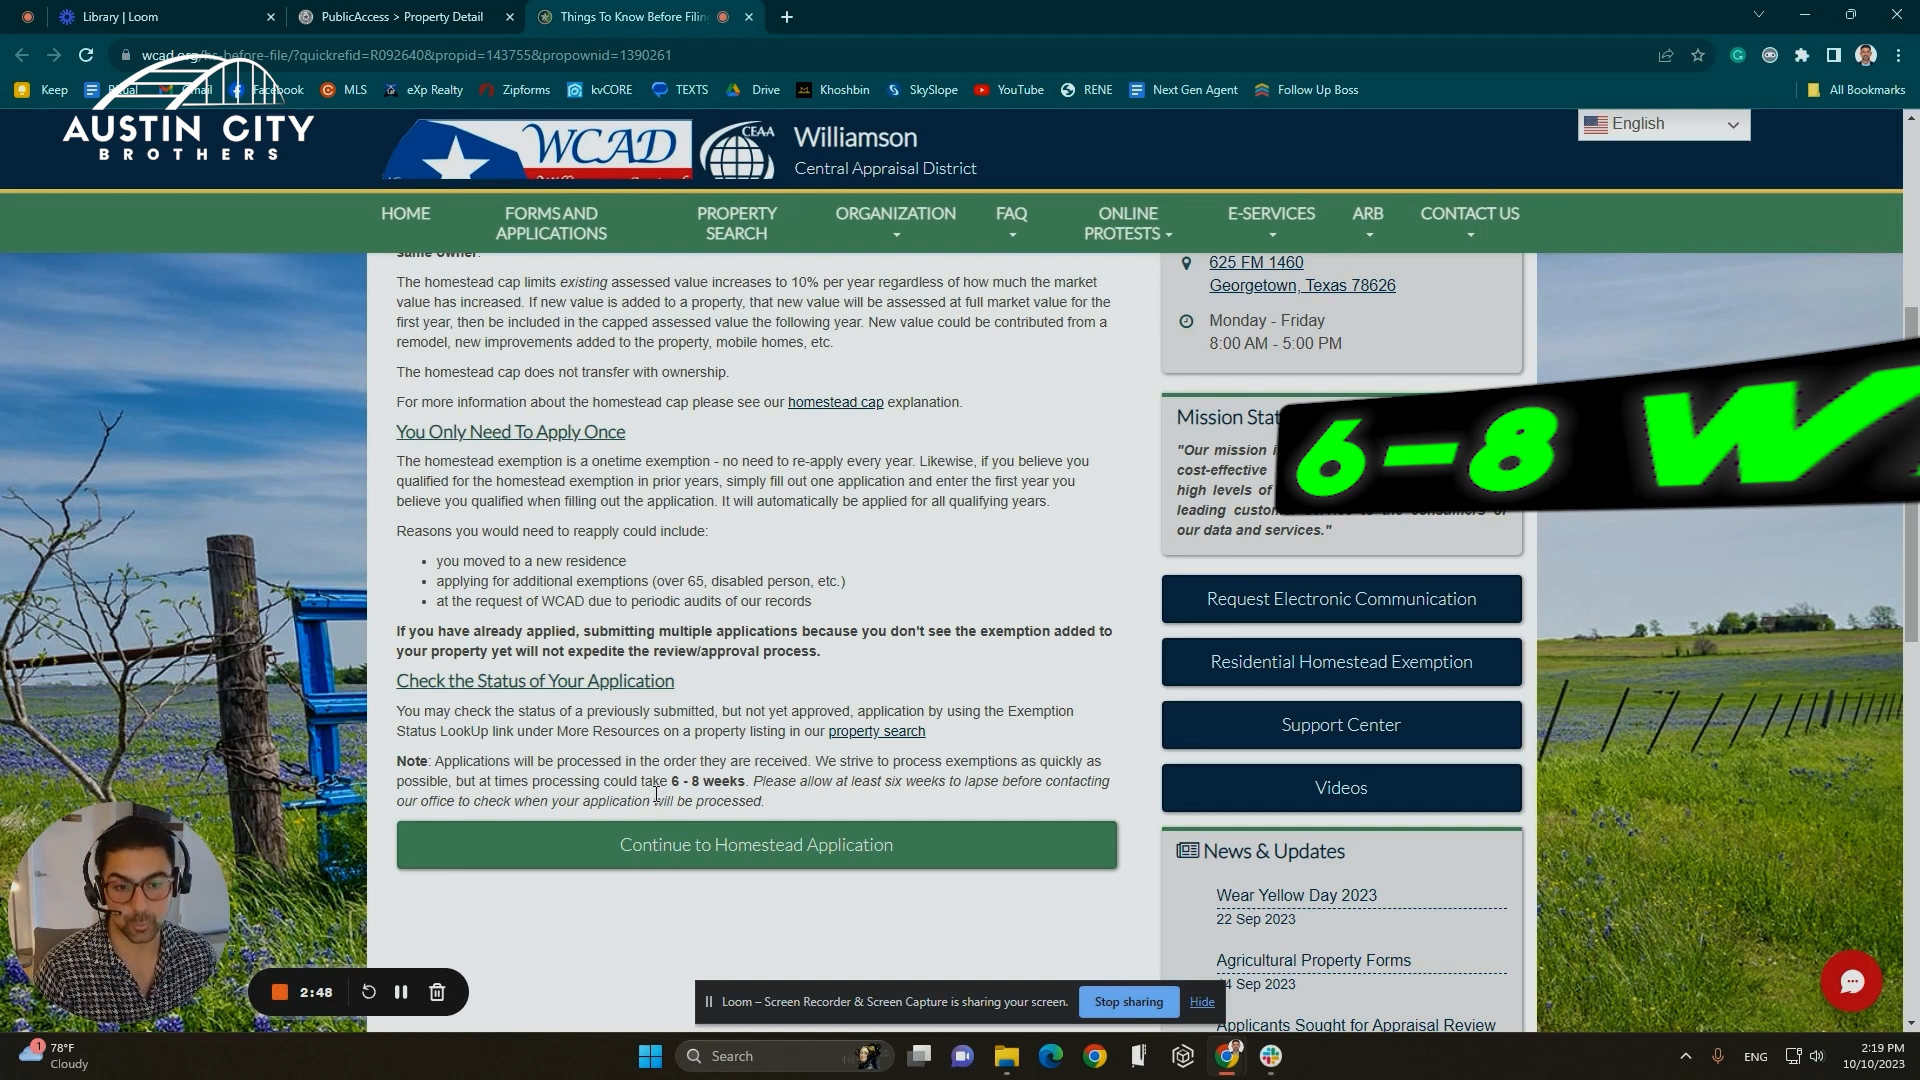 Library | Loom
PublicAccess > Property Detail
Things To Know Before Filin
wcad.org/hs-before-file/?quickrefid=R092640&propid=143755&propownid=1390261
Keep
Gmail
Facebook
MLS
eXp Realty
Zipforms
kvCORE
TEXTS
Drive
Khoshbin
SkySlope
YouTube
RENE
Next Gen Agent
Follow Up Boss
All Bookmarks
AUSTIN CITY
BROTHERS
WCAD
CEAA
Williamson
Central Appraisal District
English
HOME
FORMS AND
APPLICATIONS
PROPERTY
SEARCH
ORGANIZATION
FAQ
ONLINE
PROTESTS
E-SERVICES
ARB
CONTACT US
same owner.
The homestead cap limits existing assessed value increases to 10% per year regardless of how much the market
value has increased. If new value is added to a property, that new value will be assessed at full market value for the
first year, then be included in the capped assessed value the following year. New value could be contributed from a
remodel, new improvements added to the property, mobile homes, etc.
The homestead cap does not transfer with ownership.
For more information about the homestead cap please see our homestead cap explanation.
You Only Need To Apply Once
The homestead exemption is a onetime exemption - no need to re-apply every year. Likewise, if you believe you
qualified for the homestead exemption in prior years, simply fill out one application and enter the first year you
believe you qualified when filling out the application. It will automatically be applied for all qualifying years.
Reasons you would need to reapply could include:
you moved to a new residence
applying for additional exemptions (over 65, disabled person, etc.)
at the request of WCAD due to periodic audits of our records
If you have already applied, submitting multiple applications because you don't see the exemption added to
your property yet will not expedite the review/approval process.
Check the Status of Your Application
You may check the status of a previously submitted, but not yet approved, application by using the Exemption
Status LookUp link under More Resources on a property listing in our property search
Note: Applications will be processed in the order they are received. We strive to process exemptions as quickly as
possible, but at times processing could take 6 - 8 weeks. Please allow at least six weeks to lapse before contacting
our office to check when your application will be processed.
Continue to Homestead Application
625 FM 1460
Georgetown, Texas 78626
Monday - Friday
8:00 AM - 5:00 PM
Mission Stat
"Our mission i
cost-effective
high levels of
leading
our data and services."
6-8 W
Request Electronic Communication
Residential Homestead Exemption
Support Center
Videos
News & Updates
Wear Yellow Day 2023
22 Sep 2023
Agricultural Property Forms
4 Sep 2023
Applicants Sought for Appraisal Review
2:48
Loom – Screen Recorder & Screen Capture is sharing your screen.
Stop sharing
Hide
1
78°F
Cloudy
Search
ENG
2:19 PM
10/10/2023